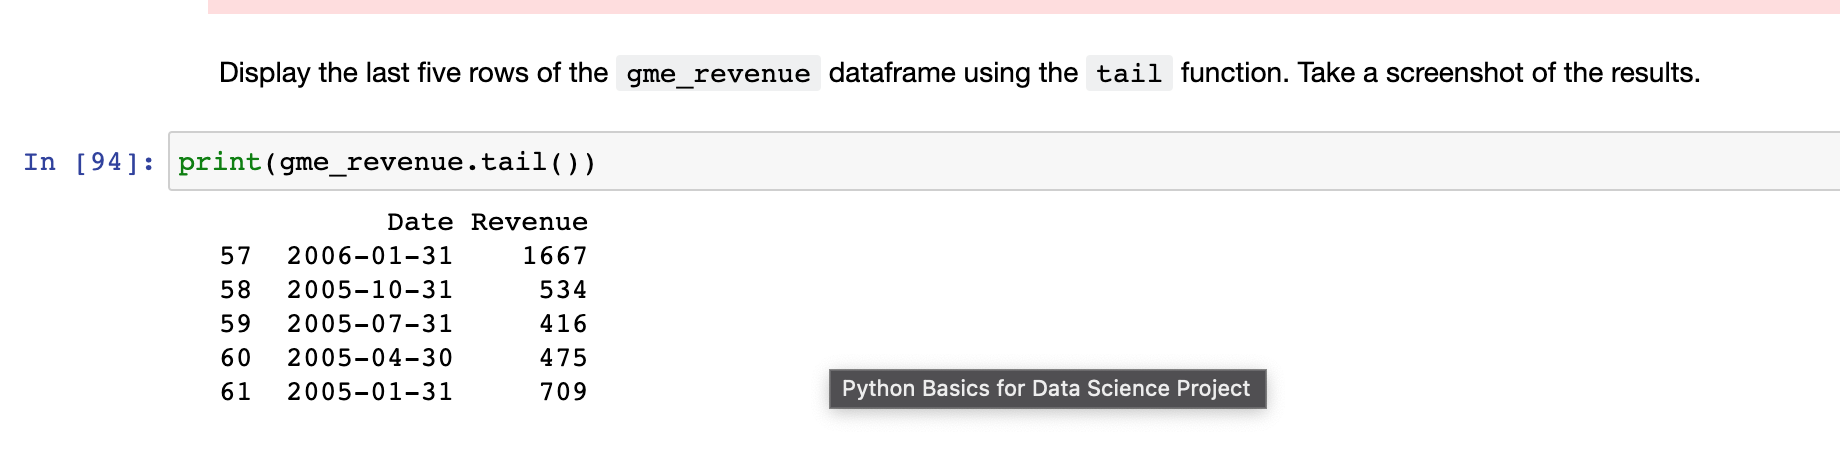 Display the last five rows of the gme_revenue dataframe using the tail function. Take a screenshot of the results.
In [94]: print(gme_revenue.tail())
Date Revenue
57 2006-01-31 1667
58 2005-10-31 534
59 2005-07-31 416
60 2005-04-30 475
61 2005-01-31 709
Python Basics for Data Science Project